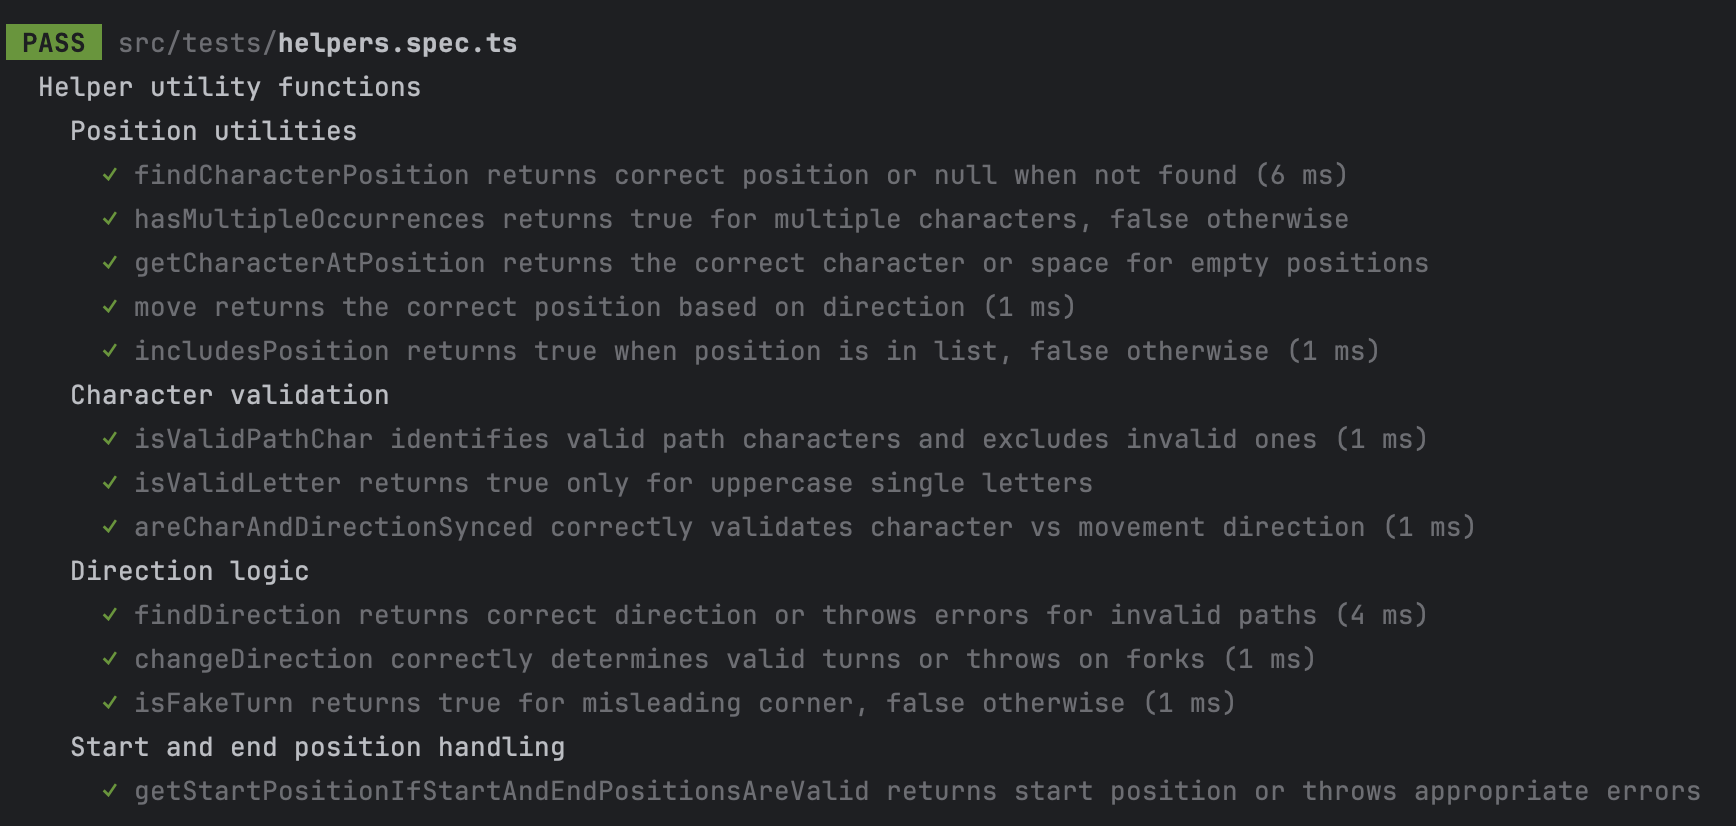 PASS src/tests/helpers.spec.ts
Helper utility functions
Position utilities
✓ findCharacterPosition returns correct position or null when not found (6 ms)
✓ hasMultipleOccurrences returns true for multiple characters, false otherwise
✓ getCharacterAtPosition returns the correct character or space for empty positions
✓ move returns the correct position based on direction (1 ms)
✓ includesPosition returns true when position is in list, false otherwise (1 ms)
Character validation
✓ isValidPathChar identifies valid path characters and excludes invalid ones (1 ms)
✓ isValidLetter returns true only for uppercase single letters
✓ areCharAndDirectionSynced correctly validates character vs movement direction (1 ms)
Direction logic
✓ findDirection returns correct direction or throws errors for invalid paths (4 ms)
✓ changeDirection correctly determines valid turns or throws on forks (1 ms)
✓ isFakeTurn returns true for misleading corner, false otherwise (1 ms)
Start and end position handling
✓ getStartPositionIfStartAndEndPositionsAreValid returns start position or throws appropriate errors